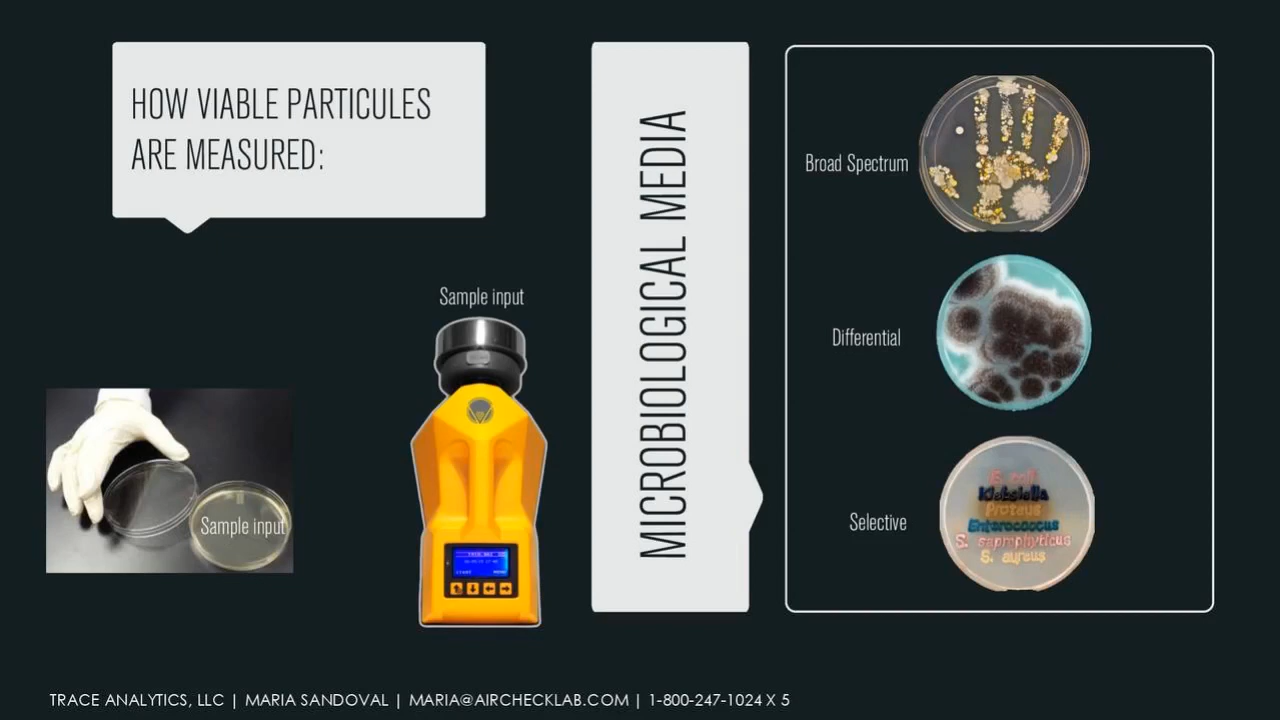 HOW VIABLE PARTICULES
ARE MEASURED:
Sample input
Sample input
MICROBIOLOGICAL MEDIA
Broad Spectrum
Differential
Selective
E. coli
Klebsiella
Proteus
Enterococcus
S. saprophyticus
S. aureus
TRACE ANALYTICS, LLC | MARIA SANDOVAL | MARIA@AIRCHECKLAB.COM | 1-800-247-1024 X 5